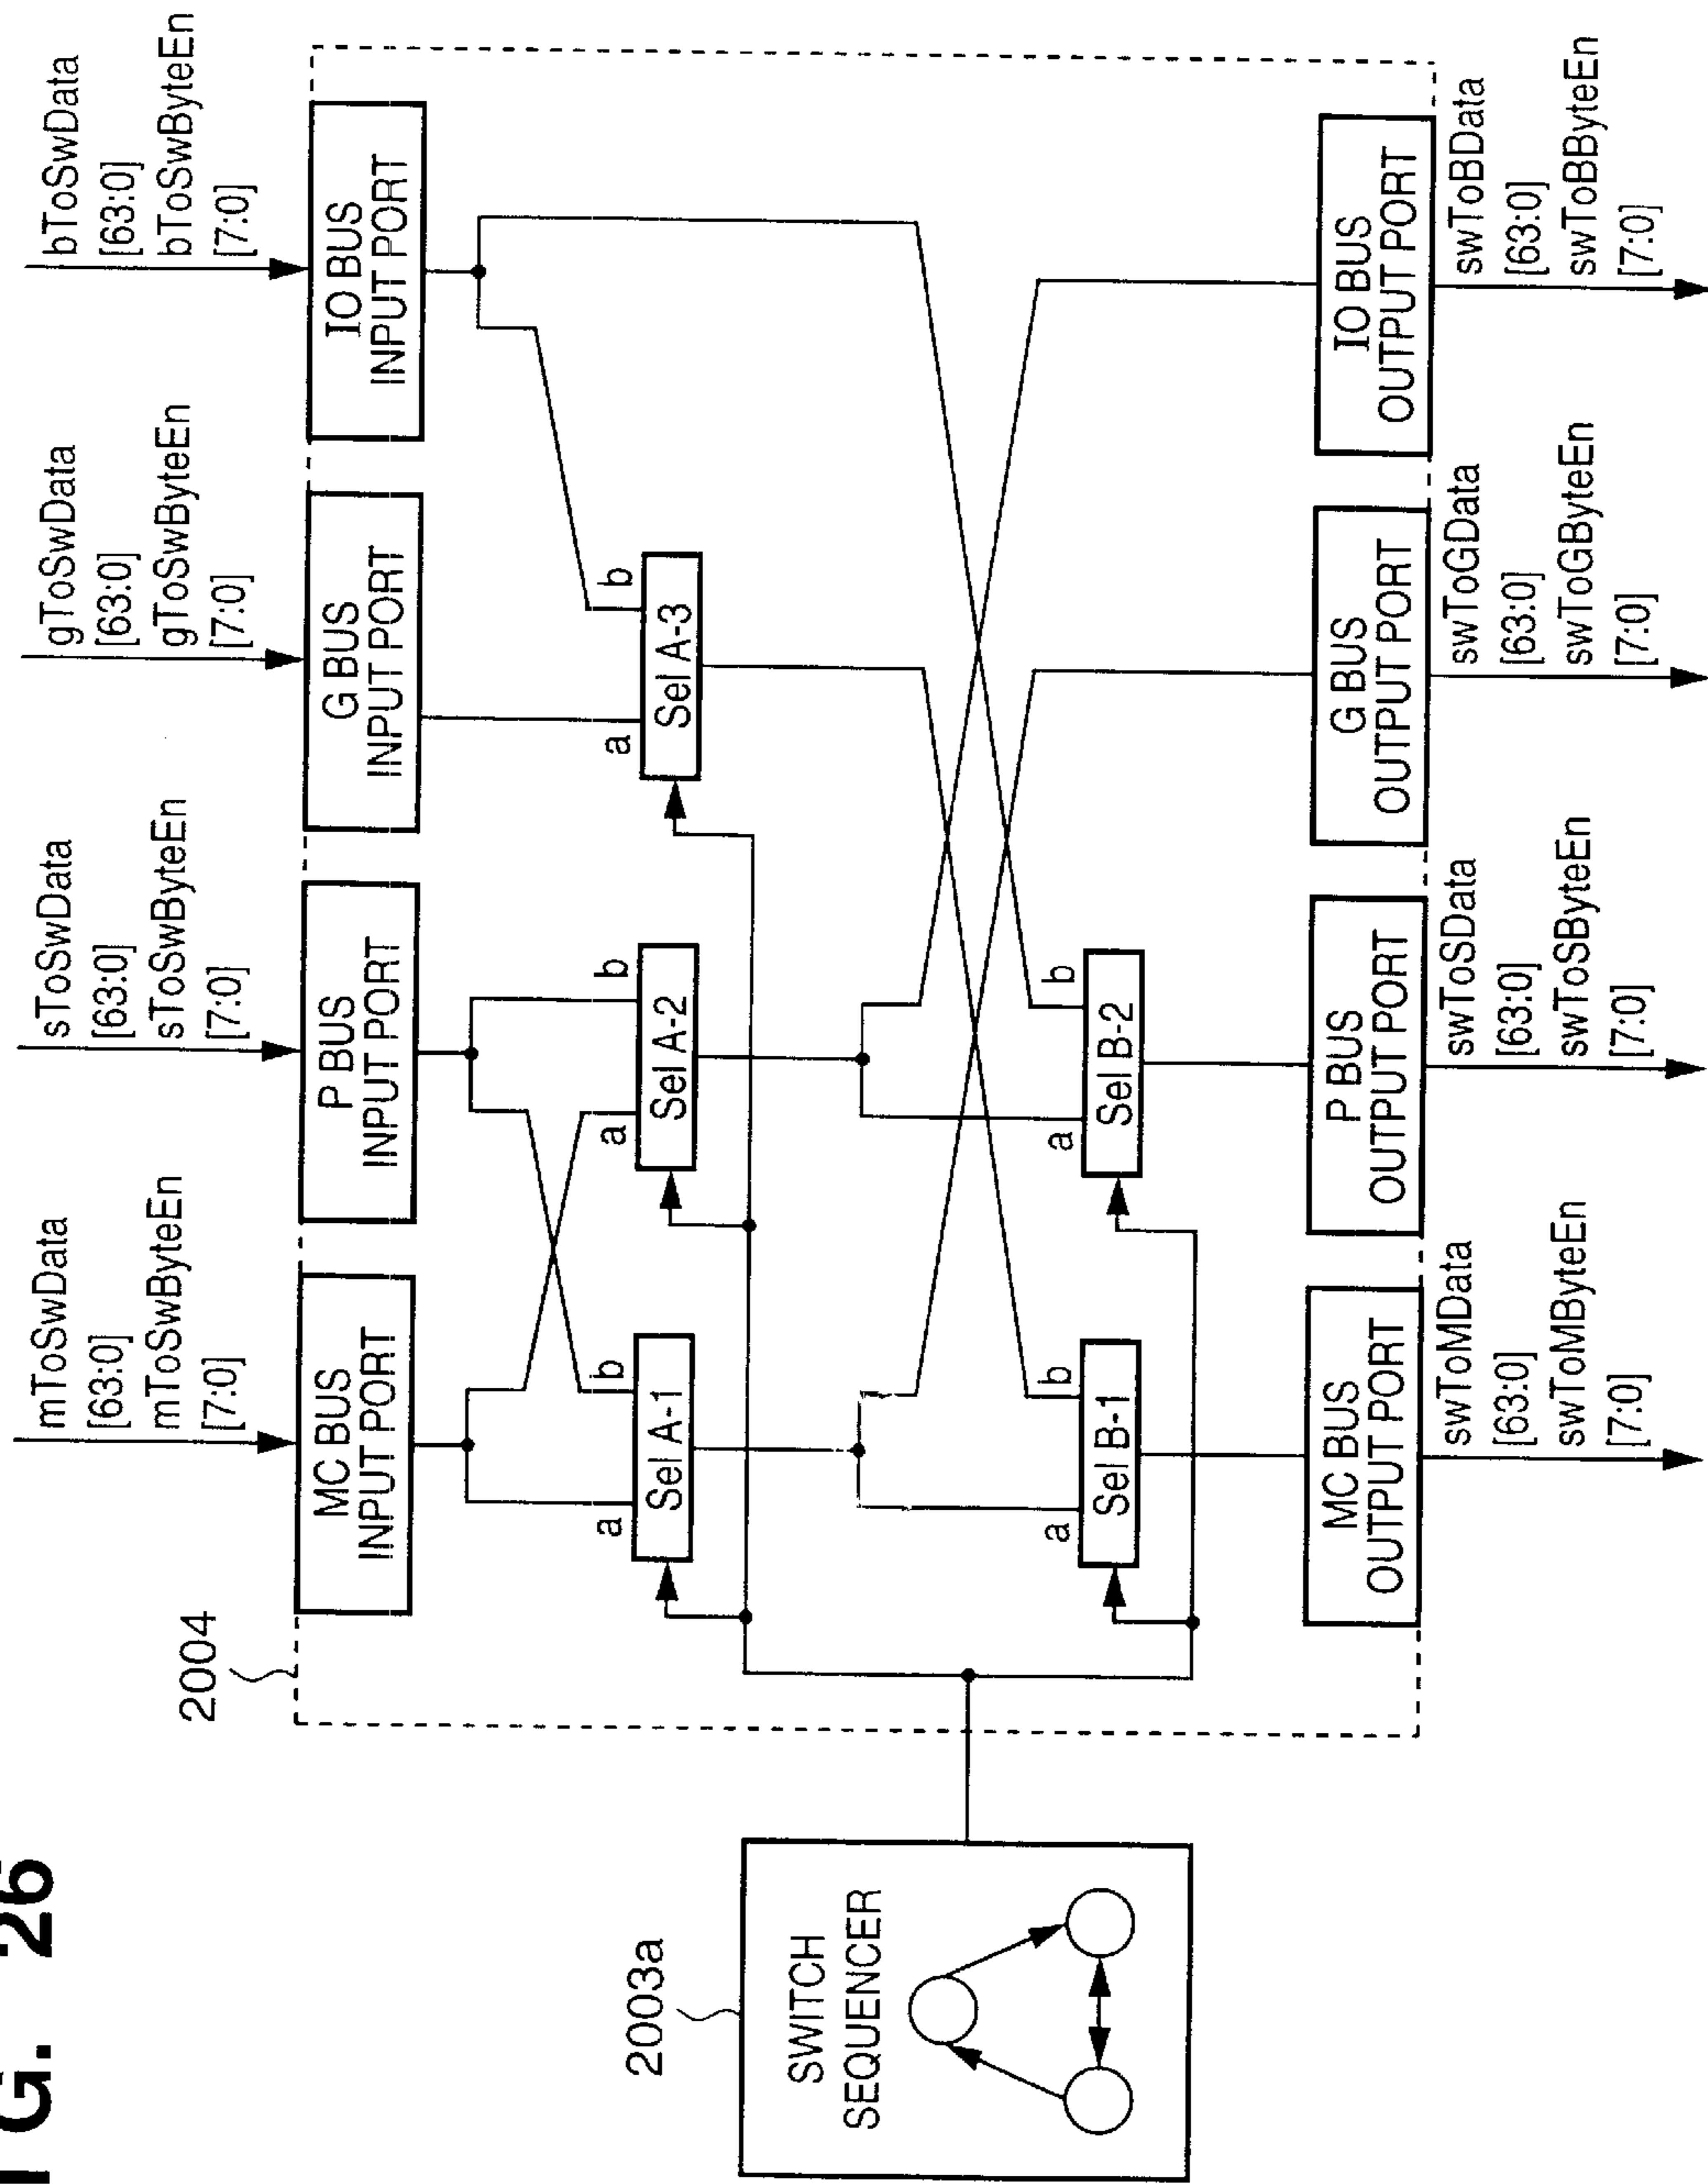 FIG. 26
mToSwData
[63:0]
mToSwByteEn
[7:0]
sToSwData
[63:0]
sToSwByteEn
[7:0]
gToSwData
[63:0]
gToSwByteEn
[7:0]
bToSwData
[63:0]
bToSwByteEn
[7:0]
2004
MC BUS
INPUT PORT
P BUS
INPUT PORT
G BUS
INPUT PORT
IO BUS
INPUT PORT
a
b
Sel A-1
a
b
Sel A-2
a
b
Sel A-3
2003a
SWITCH
SEQUENCER
a
b
Sel B-1
a
b
Sel B-2
MC BUS
OUTPUT PORT
P BUS
OUTPUT PORT
G BUS
OUTPUT PORT
IO BUS
OUTPUT PORT
swToMData
[63:0]
swToMByteEn
[7:0]
swToSData
[63:0]
swToSByteEn
[7:0]
swToGData
[63:0]
swToGByteEn
[7:0]
swToBData
[63:0]
swToBByteEn
[7:0]